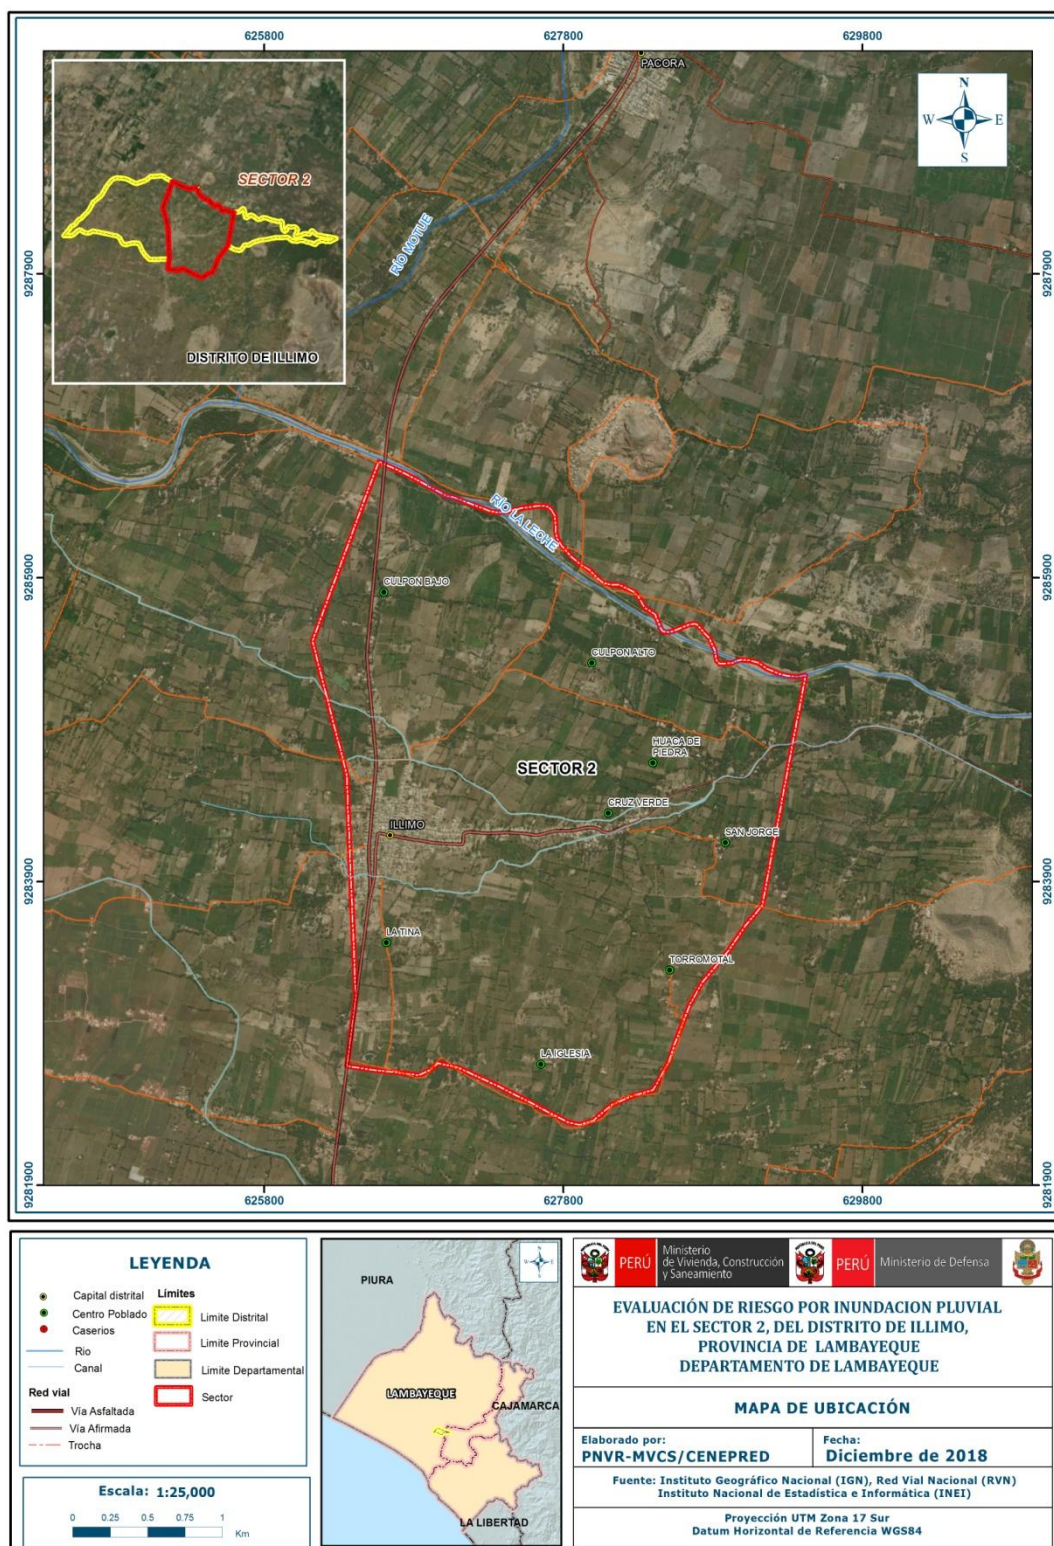 625800
627800
629800
PACORA
N
W
E
S
SECTOR 2
DISTRITO DE ILLIMO
RÍO MOTUE
9287900
9287900
RÍO LA LECHE
9285900
9285900
CULPON BAJO
CULPON ALTO
HUACA DE
PIEDRA
SECTOR 2
CRUZ VERDE
ILLIMO
SAN JORGE
9283900
9283900
LA TINA
TORROMOTAL
LA IGLESIA
9281900
9281900
625800
627800
629800
LEYENDA
Capital distrital
Centro Poblado
Caserios
Rio
Canal
Red vial
Vía Asfaltada
Vía Afirmada
Trocha
Límites
Limite Distrital
Limite Provincial
Limite Departamental
Sector
Escala: 1:25,000
0 0.25 0.5 0.75 1
Km
PIURA
LAMBAYEQUE
CAJAMARCA
LA LIBERTAD
PERÚ
Ministerio
de Vivienda, Construcción
y Saneamiento
PERÚ
Ministerio de Defensa
EVALUACIÓN DE RIESGO POR INUNDACION PLUVIAL
EN EL SECTOR 2, DEL DISTRITO DE ILLIMO,
PROVINCIA DE LAMBAYEQUE
DEPARTAMENTO DE LAMBAYEQUE
MAPA DE UBICACIÓN
Elaborado por:
PNVR-MVCS/CENEPRED
Fecha:
Diciembre de 2018
Fuente: Instituto Geográfico Nacional (IGN), Red Vial Nacional (RVN)
Instituto Nacional de Estadística e Informática (INEI)
Proyección UTM Zona 17 Sur
Datum Horizontal de Referencia WGS84